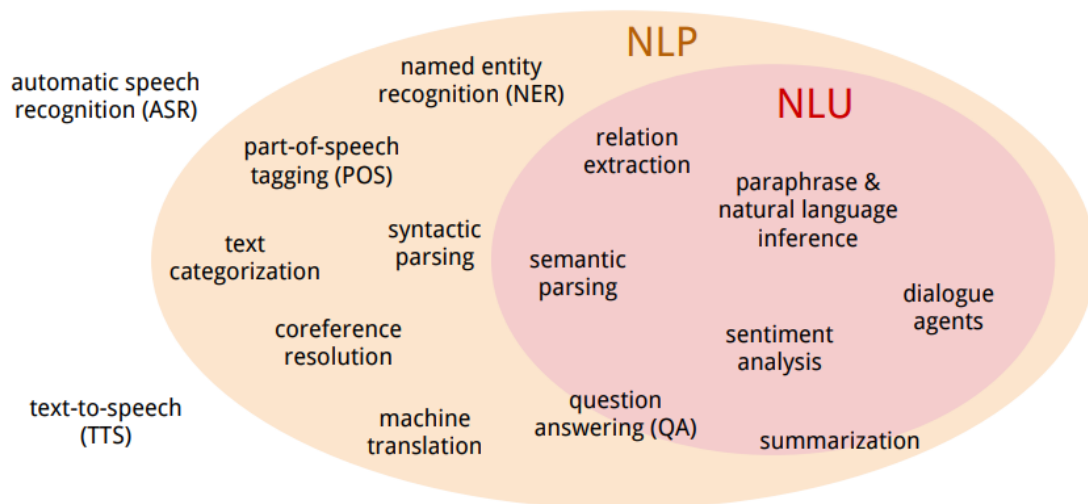 NLP
named entity
recognition (NER)
automatic speech
recognition (ASR)
NLU
relation
extraction
part-of-speech
tagging (POS)
paraphrase &
natural language
inference
syntactic
parsing
text
categorization
semantic
parsing
dialogue
agents
coreference
resolution
sentiment
analysis
text-to-speech
(TTS)
machine
translation
question
answering (QA)
summarization